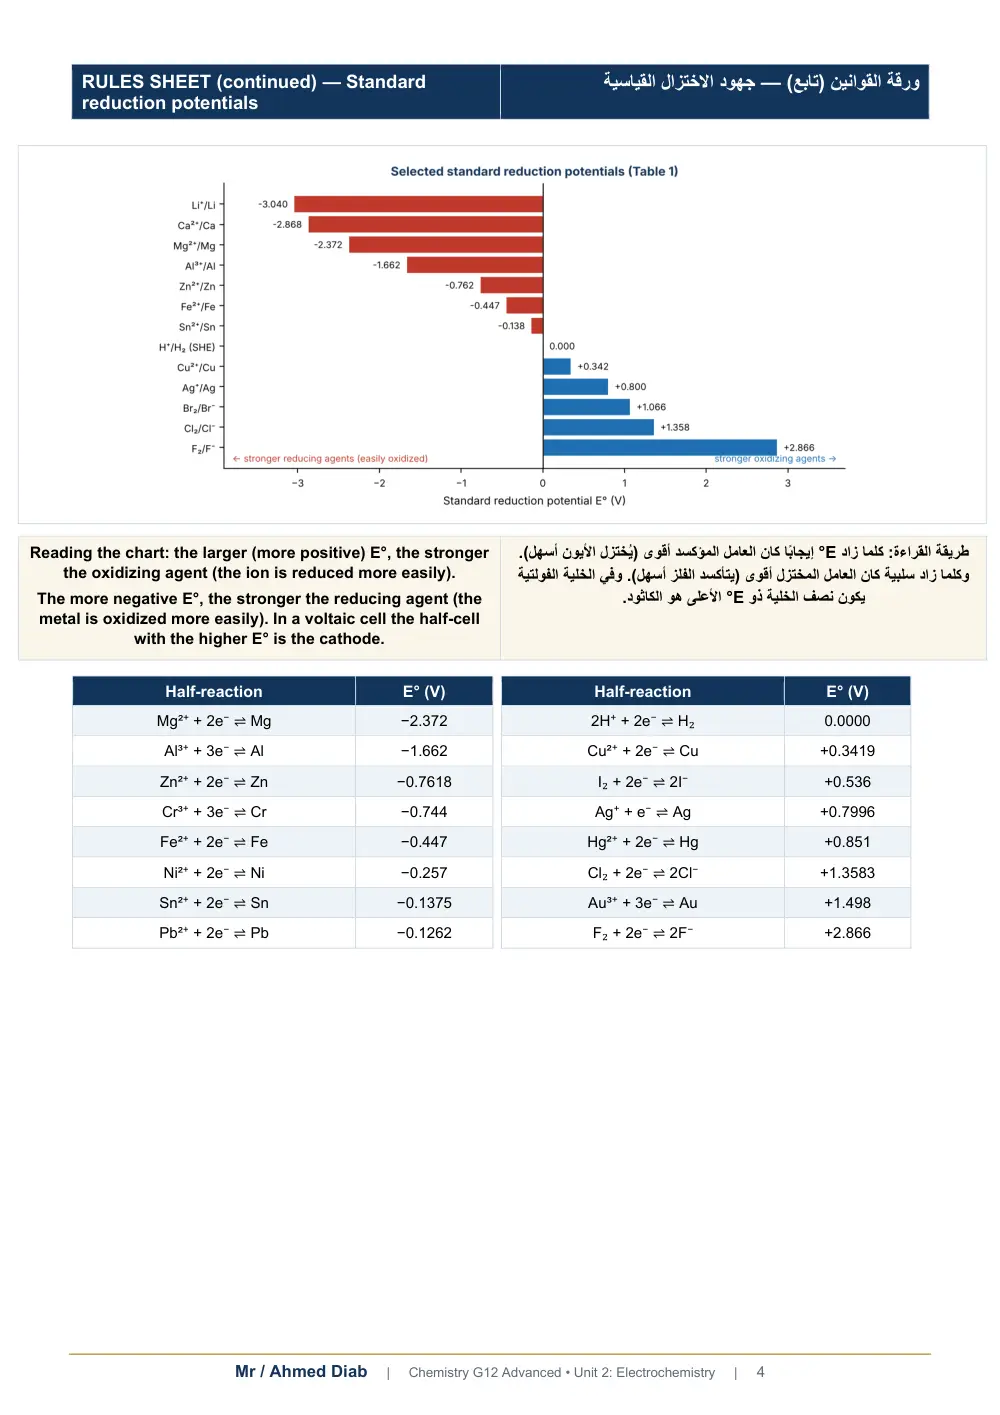 RULES SHEET (continued) — Standard
reduction potentials
ورقة القوانين (تابع) — جهود الاختزال القياسية
Selected standard reduction potentials (Table 1)
Li⁺/Li -3.040
Ca²⁺/Ca -2.868
Mg²⁺/Mg -2.372
Al³⁺/Al -1.662
Zn²⁺/Zn -0.762
Fe²⁺/Fe -0.447
Sn²⁺/Sn -0.138
H⁺/H₂ (SHE) 0.000
Cu²⁺/Cu +0.342
Ag⁺/Ag +0.800
Br₂/Br⁻ +1.066
Cl₂/Cl⁻ +1.358
F₂/F⁻ +2.866
← stronger reducing agents (easily oxidized) stronger oxidizing agents →
−3 −2 −1 0 1 2 3
Standard reduction potential E° (V)
Reading the chart: the larger (more positive) E°, the stronger
the oxidizing agent (the ion is reduced more easily).
The more negative E°, the stronger the reducing agent (the
metal is oxidized more easily). In a voltaic cell the half-cell
with the higher E° is the cathode.
طريقة القراءة: كلما زاد E° إيجابًا كان العامل المؤكسد أقوى (يُختزل الأيون أسهل).
وكلما زاد سلبية كان العامل المختزل أقوى (يتأكسد الفلز أسهل). وفي الخلية الفولتية
يكون نصف الخلية ذو E° الأعلى هو الكاثود.
Half-reaction E° (V)
Mg²⁺ + 2e⁻ ⇌ Mg −2.372
Al³⁺ + 3e⁻ ⇌ Al −1.662
Zn²⁺ + 2e⁻ ⇌ Zn −0.7618
Cr³⁺ + 3e⁻ ⇌ Cr −0.744
Fe²⁺ + 2e⁻ ⇌ Fe −0.447
Ni²⁺ + 2e⁻ ⇌ Ni −0.257
Sn²⁺ + 2e⁻ ⇌ Sn −0.1375
Pb²⁺ + 2e⁻ ⇌ Pb −0.1262
Half-reaction E° (V)
2H⁺ + 2e⁻ ⇌ H₂ 0.0000
Cu²⁺ + 2e⁻ ⇌ Cu +0.3419
I₂ + 2e⁻ ⇌ 2I⁻ +0.536
Ag⁺ + e⁻ ⇌ Ag +0.7996
Hg²⁺ + 2e⁻ ⇌ Hg +0.851
Cl₂ + 2e⁻ ⇌ 2Cl⁻ +1.3583
Au³⁺ + 3e⁻ ⇌ Au +1.498
F₂ + 2e⁻ ⇌ 2F⁻ +2.866
Mr / Ahmed Diab | Chemistry G12 Advanced • Unit 2: Electrochemistry | 4